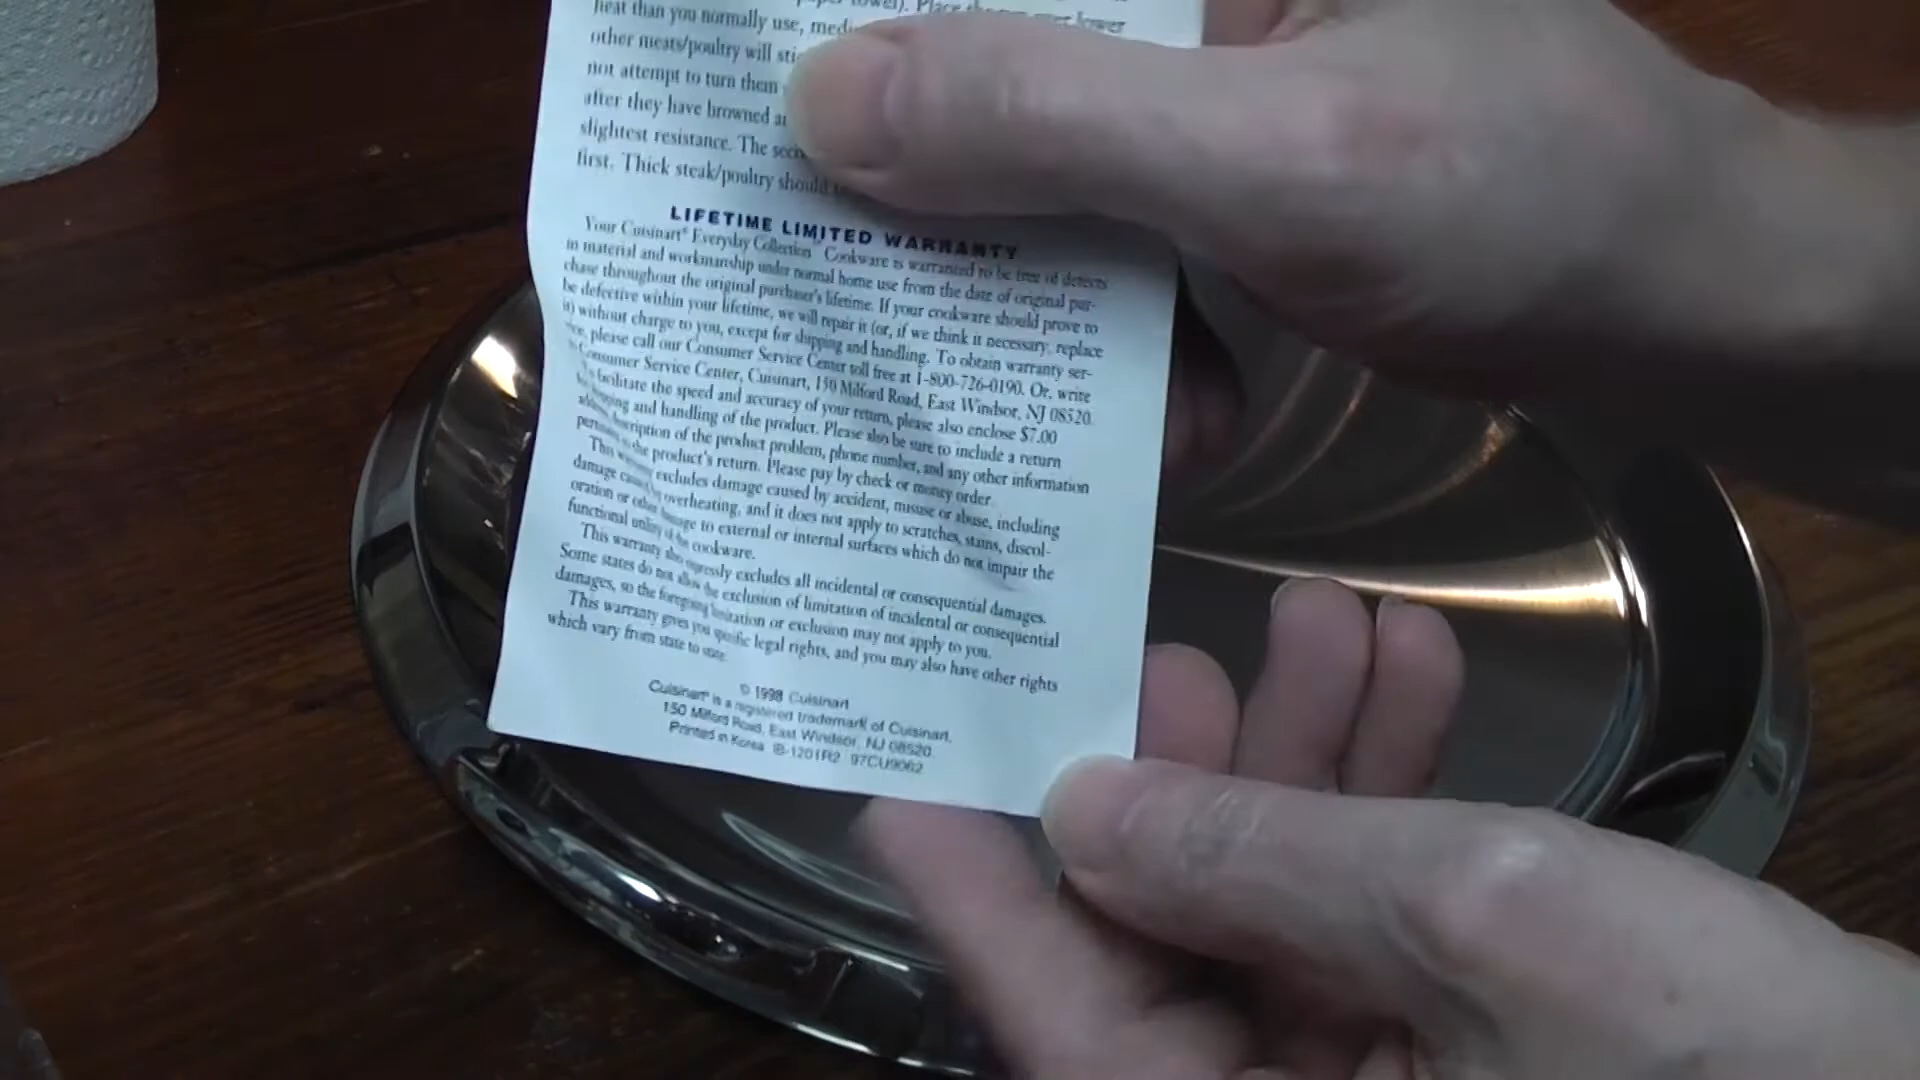 paper towel). Place the pan over lower
heat than you normally use,
other meats/poultry will
not attempt to turn them
after they have browned
slightest resistance. The
first. Thick steak/poultry should
LIFETIME LIMITED WARRANTY
Your Cuisinart® Everyday Collection™ Cookware is warranted to be free of defects
in material and workmanship under normal home use from the date of original pur-
chase throughout the original purchaser's lifetime. If your cookware should prove to
be defective within your lifetime, we will repair it (or, if we think it necessary, replace
it) without charge to you, except for shipping and handling. To obtain warranty ser-
vice, please call our Consumer Service Center toll free at 1-800-726-0190. Or, write
Consumer Service Center, Cuisinart, 150 Milford Road, East Windsor, NJ 08520.
facilitate the speed and accuracy of your return, please also enclose $7.00
shipping and handling of the product. Please also be sure to include a return
description of the product problem, phone number, and any other information
the product's return. Please pay by check or money order
This warranty excludes damage caused by accident, misuse or abuse, including
damage caused by overheating, and it does not apply to scratches, stains, discol-
oration or other damage to external or internal surfaces which do not impair the
functional utility of the cookware.
This warranty also expressly excludes all incidental or consequential damages.
Some states do not allow the exclusion of limitation of incidental or consequential
damages, so the foregoing limitation or exclusion may not apply to you.
This warranty gives you specific legal rights, and you may also have other rights
which vary from state to state.
© 1998 Cuisinart
Cuisinart® is a registered trademark of Cuisinart.
150 Milford Road, East Windsor, NJ 08520
Printed in Korea IB-1201R2 97CU9062